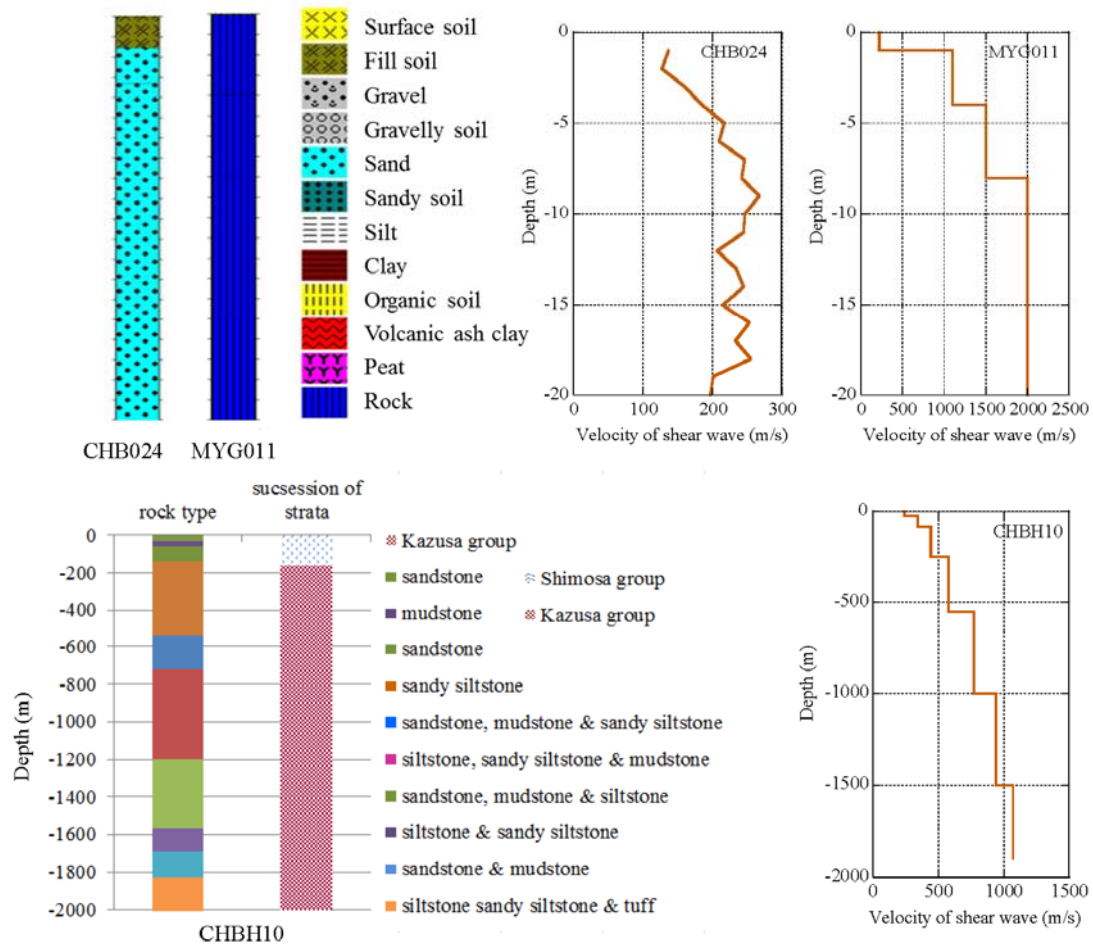 Surface soil
Fill soil
Gravel
Gravelly soil
Sand
Sandy soil
Silt
Clay
Organic soil
Volcanic ash clay
Peat
Rock
CHB024 MYG011
CHB024
0
-5
-10
-15
-20
Depth (m)
0 100 200 300
Velocity of shear wave (m/s)
MYG011
0
-5
-10
-15
-20
Depth (m)
0 500 1000 1500 2000 2500
Velocity of shear wave (m/s)
rock type
sucsession of
strata
0
-200
-400
-600
-800
-1000
-1200
-1400
-1600
-1800
-2000
Depth (m)
CHBH10
Kazusa group
sandstone
Shimosa group
mudstone
Kazusa group
sandstone
sandy siltstone
sandstone, mudstone & sandy siltstone
siltstone, sandy siltstone & mudstone
sandstone, mudstone & siltstone
siltstone & sandy siltstone
sandstone & mudstone
siltstone sandy siltstone & tuff
CHBH10
0
-500
-1000
-1500
-2000
Depth (m)
0 500 1000 1500
Velocity of shear wave (m/s)